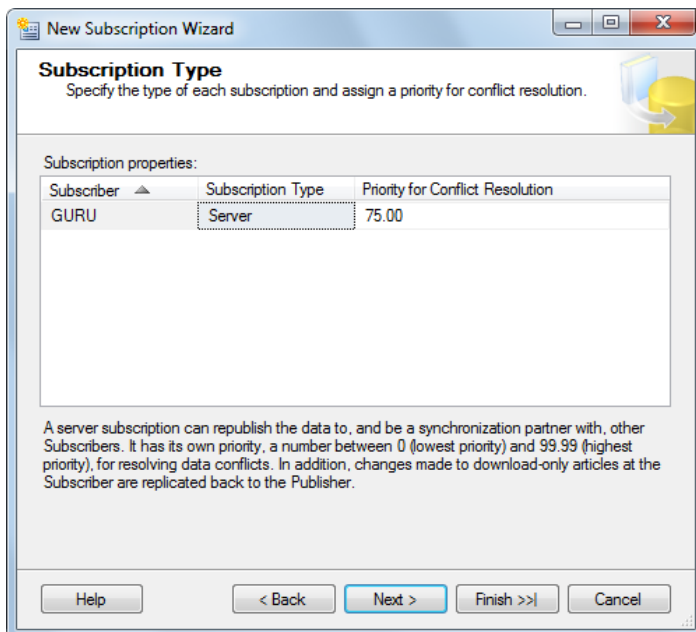 New Subscription Wizard
Subscription Type
Specify the type of each subscription and assign a priority for conflict resolution.
Subscription properties:
Subscriber Subscription Type Priority for Conflict Resolution
GURU Server 75.00
A server subscription can republish the data to, and be a synchronization partner with, other
Subscribers. It has its own priority, a number between 0 (lowest priority) and 99.99 (highest
priority), for resolving data conflicts. In addition, changes made to download-only articles at the
Subscriber are replicated back to the Publisher.
Help < Back Next > Finish >>| Cancel